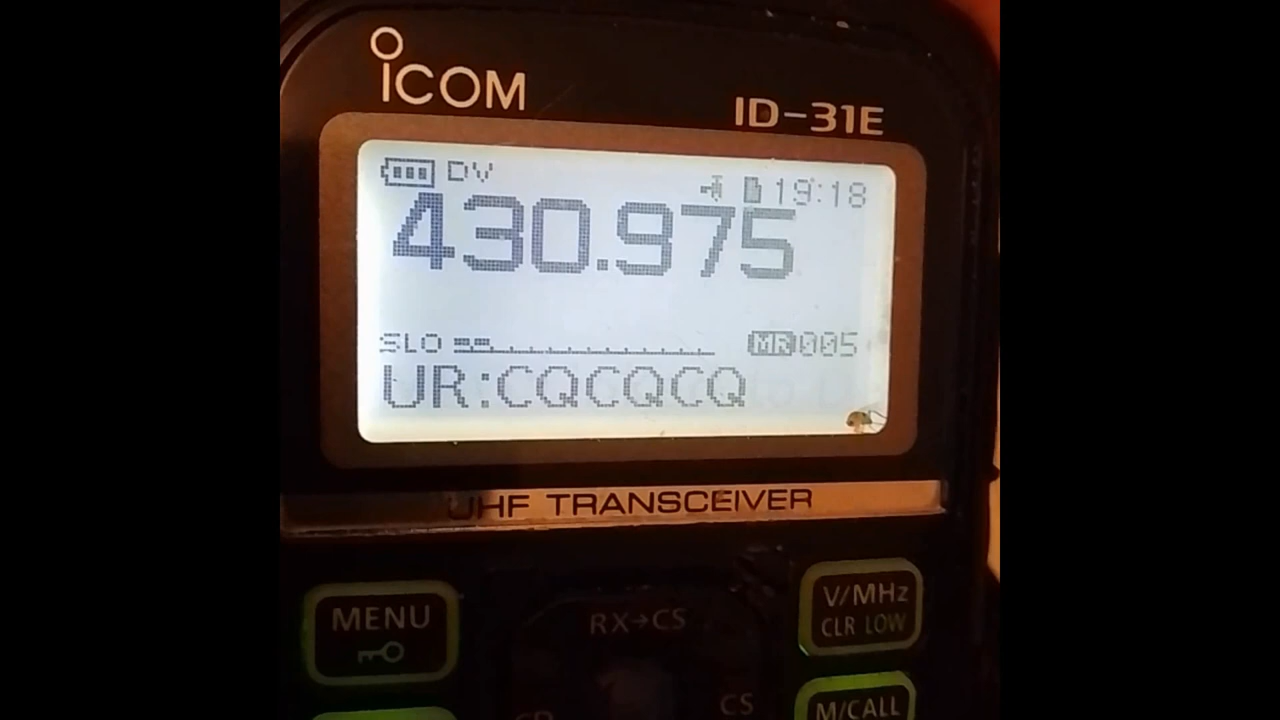 ICOM
ID-31E
DV
19:18
430.975
SLO
MR 005
UR:CQCQCQ
UHF TRANSCEIVER
MENU
RX→CS
V/MHz
CLR LOW
CD
CS
M/CALL